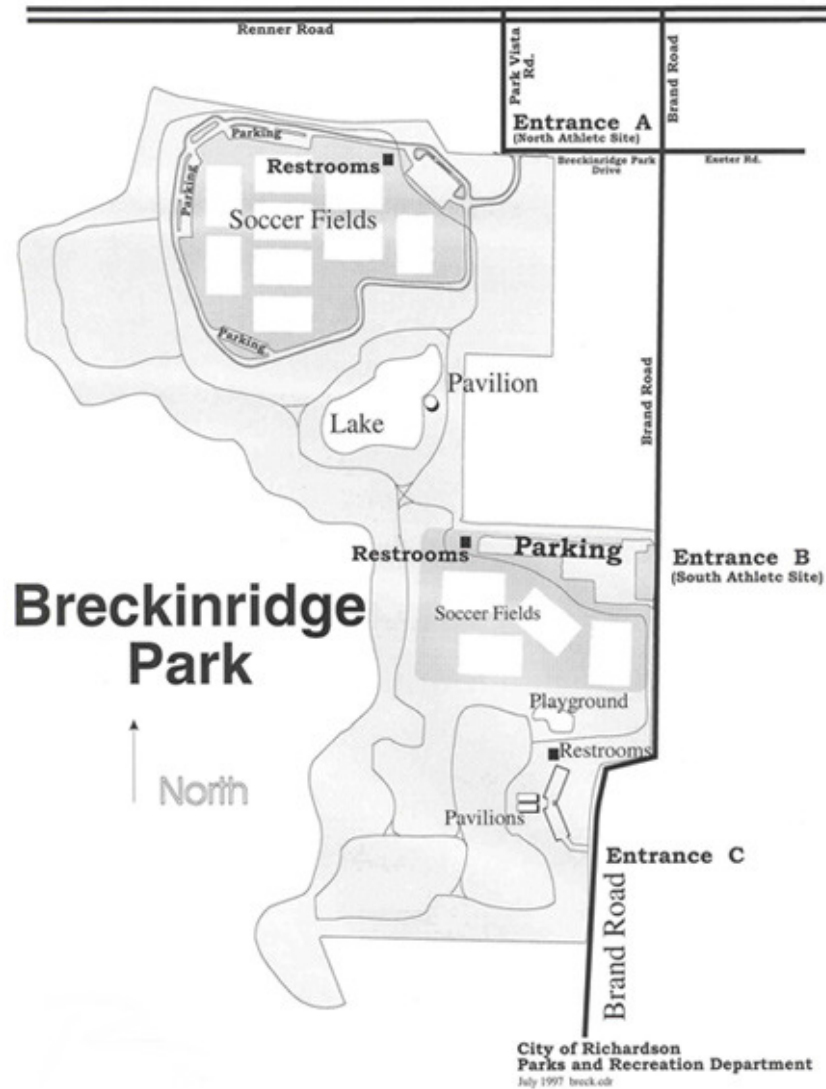 Renner Road
Park Vista
Rd.
Brand Road
Entrance A
(North Athletc Site)
Breckinridge Park
Drive
Exeter Rd.
Parking
Restrooms
Parking
Soccer Fields
Parking
Pavilion
Lake
Brand Road
Restrooms
Parking
Entrance B
(South Athletc Site)
Breckinridge
Park
Soccer Fields
Playground
North
Restrooms
Pavilions
Entrance C
Brand Road
City of Richardson
Parks and Recreation Department
July 1997 breck.cdr